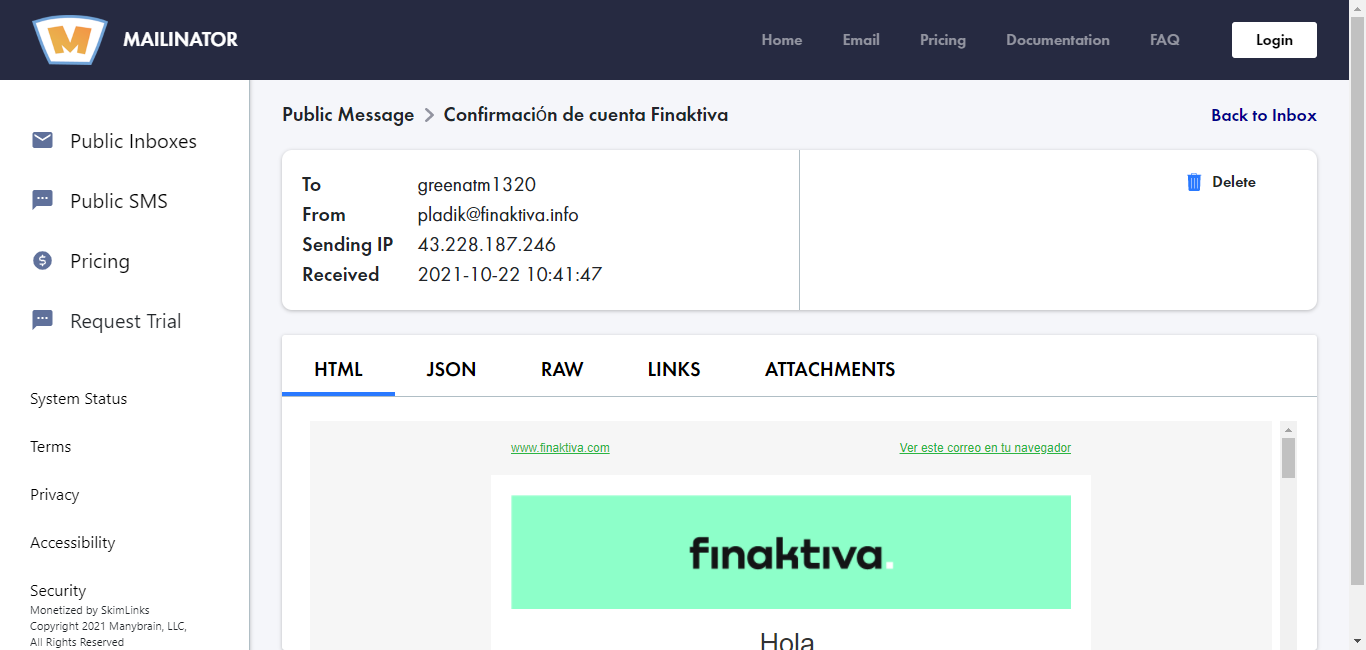 MAILINATOR
Home Email Pricing Documentation FAQ Login
Public Inboxes
Public SMS
Pricing
Request Trial
System Status
Terms
Privacy
Accessibility
Security
Monetized by SkimLinks
Copyright 2021 Manybrain, LLC,
All Rights Reserved
Public Message > Confirmación de cuenta Finaktiva
Back to Inbox
To greenatm1320
From pladik@finaktiva.info
Sending IP 43.228.187.246
Received 2021-10-22 10:41:47
Delete
HTML JSON RAW LINKS ATTACHMENTS
www.finaktiva.com Ver este correo en tu navegador
finaktiva.
Hola